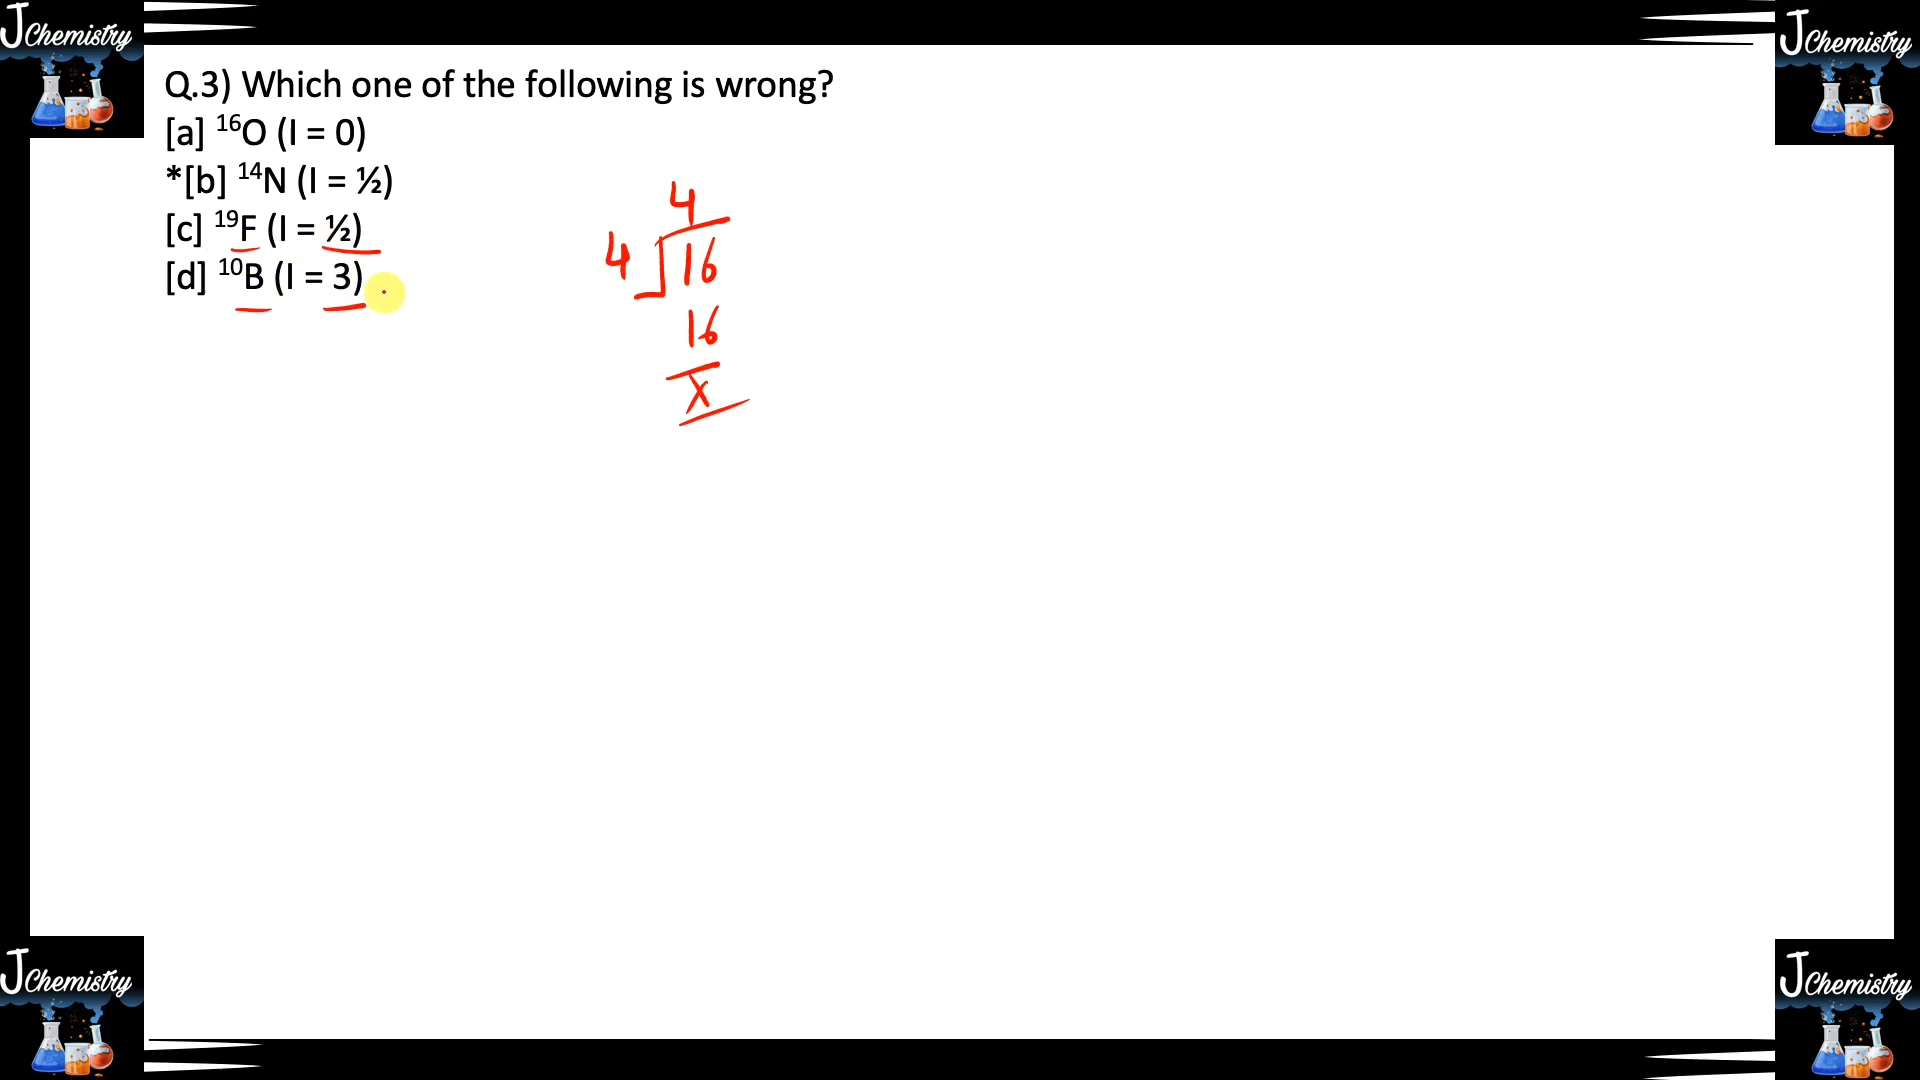 JChemistry
JChemistry
Q.3) Which one of the following is wrong?
[a] ¹⁶O (I = 0)
*[b] ¹⁴N (I = ½)
[c] ¹⁹F (I = ½)
[d] ¹⁰B (I = 3)
4
4 16
16
x
JChemistry
JChemistry